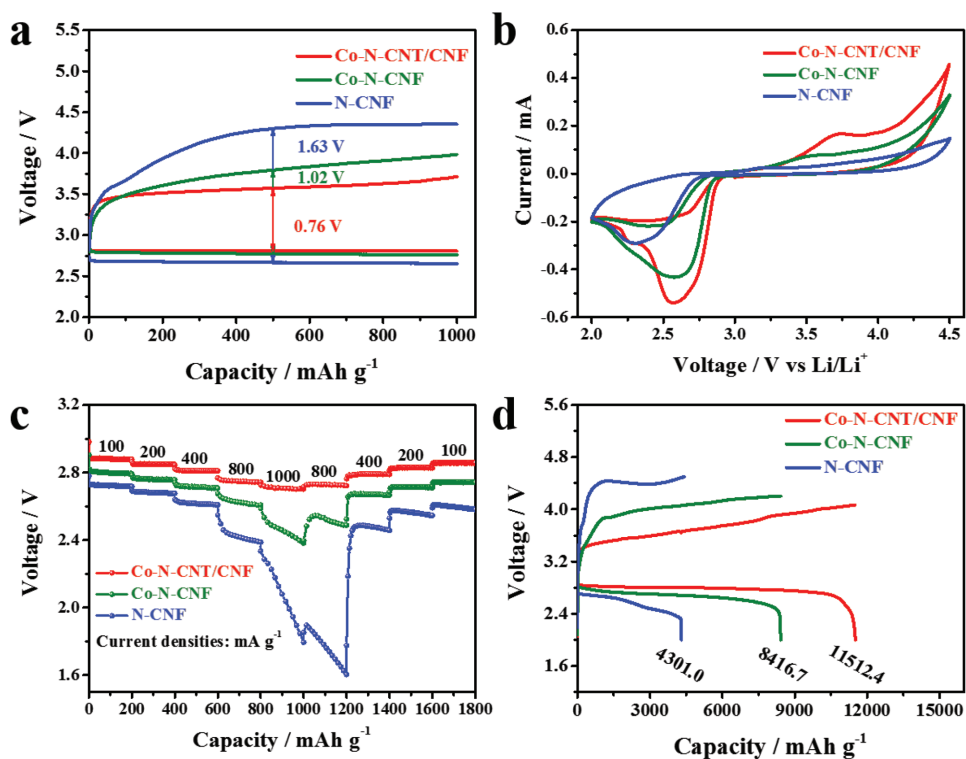 a
5.5
5.0
4.5
4.0
3.5
3.0
2.5
2.0
Voltage / V
Co-N-CNT/CNF
Co-N-CNF
N-CNF
1.63 V
1.02 V
0.76 V
0 200 400 600 800 1000
Capacity / mAh g⁻¹
b
0.6
0.4
0.2
0.0
-0.2
-0.4
-0.6
Current / mA
Co-N-CNT/CNF
Co-N-CNF
N-CNF
2.0 2.5 3.0 3.5 4.0 4.5
Voltage / V vs Li/Li⁺
c
3.2
2.8
2.4
2.0
1.6
Voltage / V
100 200 400 800 1000 800 400 200 100
Co-N-CNT/CNF
Co-N-CNF
N-CNF
Current densities: mA g⁻¹
0 200 400 600 800 1000 1200 1400 1600 1800
Capacity / mAh g⁻¹
d
5.6
4.8
4.0
3.2
2.4
1.6
Voltage / V
Co-N-CNT/CNF
Co-N-CNF
N-CNF
4301.0 8416.7 11512.4
0 3000 6000 9000 12000 15000
Capacity / mAh g⁻¹